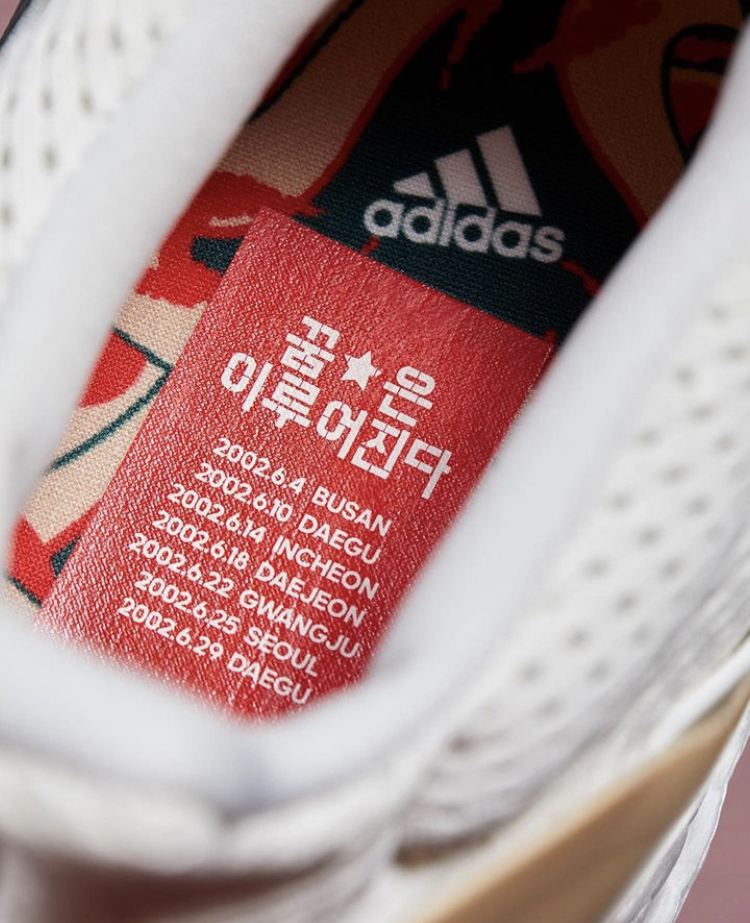 adidas
꿈★은
이루어진다
2002.6.4 BUSAN
2002.6.10 DAEGU
2002.6.14 INCHEON
2002.6.18 DAEJEON
2002.6.22 GWANGJU
2002.6.25 SEOUL
2002.6.29 DAEGU